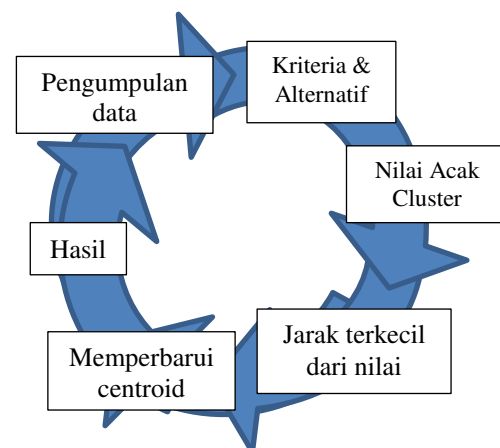 Pengumpulan
data
Kriteria &
Alternatif
Nilai Acak
Cluster
Jarak terkecil
dari nilai
Memperbarui
centroid
Hasil